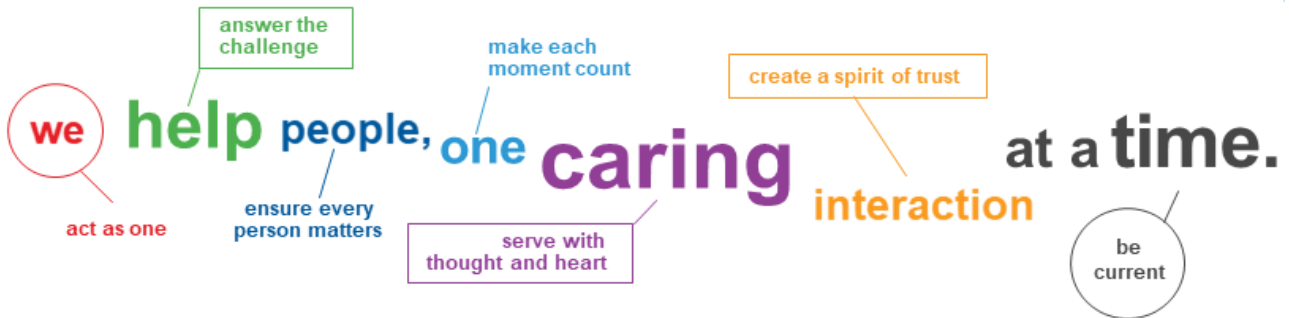 answer the
challenge
make each
moment count
create a spirit of trust
we help people, one caring interaction at a time.
act as one
ensure every
person matters
serve with
thought and heart
be
current